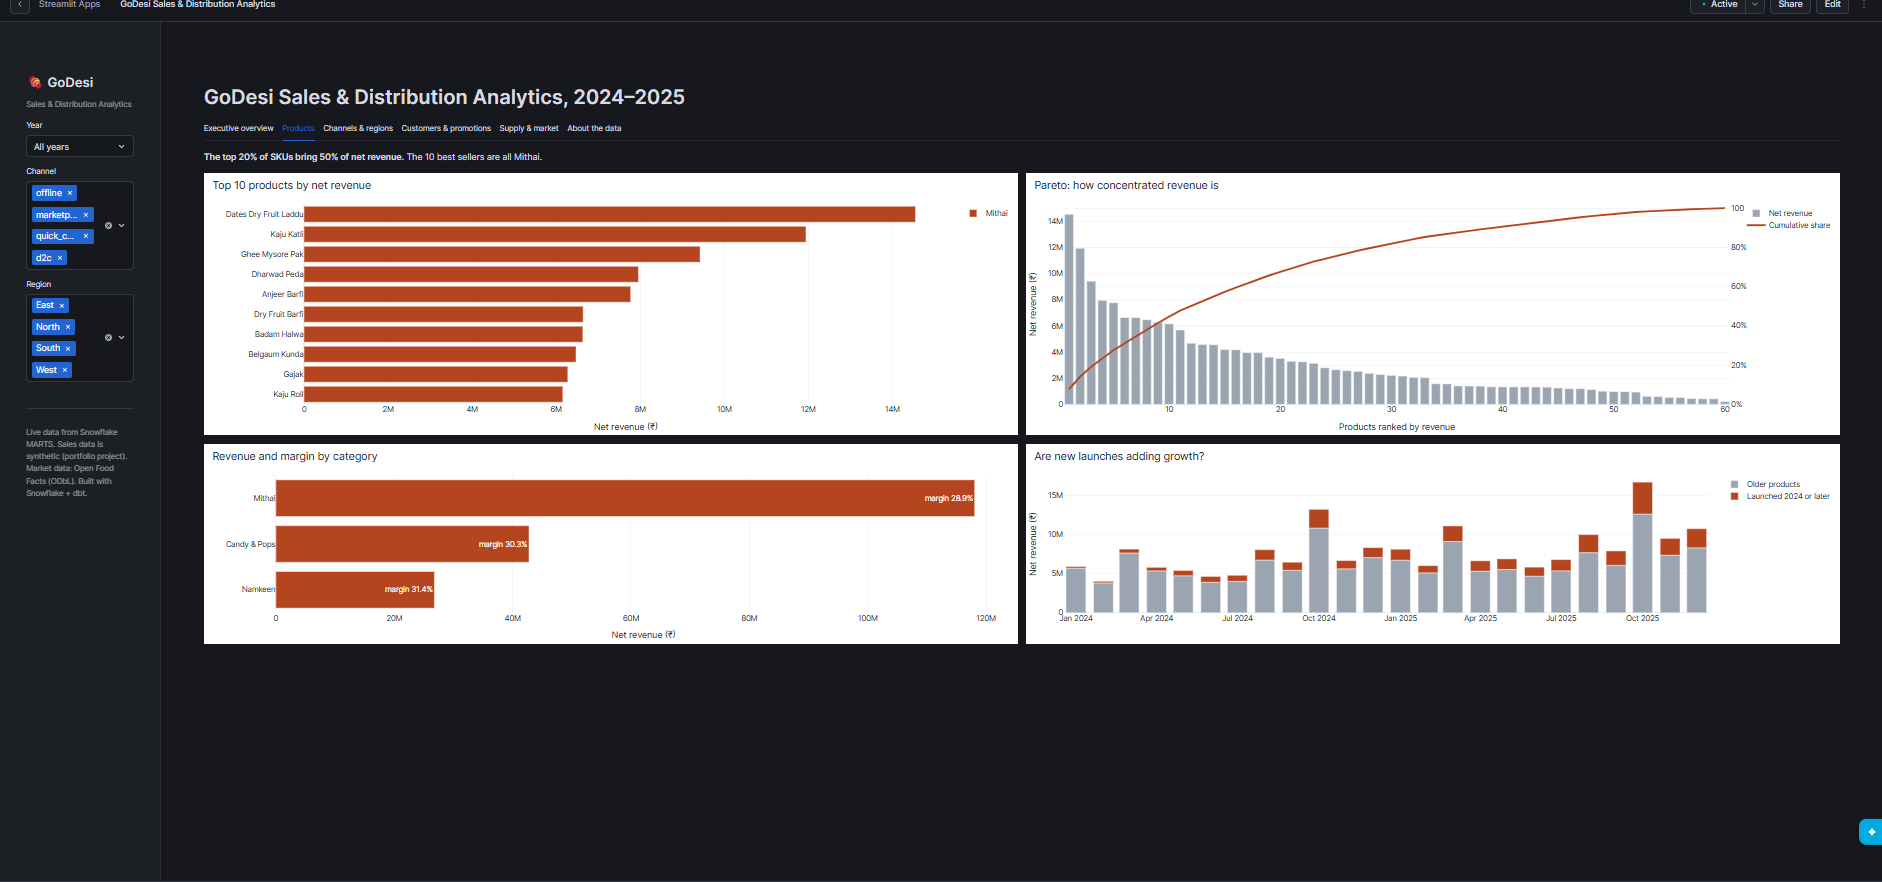 Streamlit Apps
GoDesi Sales & Distribution Analytics
Active
Share
Edit
GoDesi
Sales & Distribution Analytics
Year
All years
Channel
offline ×
marketp... ×
quick_c... ×
d2c ×
Region
East ×
North ×
South ×
West ×
Live data from Snowflake
MARTS. Sales data is
synthetic (portfolio project).
Market data: Open Food
Facts (ODbL). Built with
Snowflake + dbt.
GoDesi Sales & Distribution Analytics, 2024–2025
Executive overview
Products
Channels & regions
Customers & promotions
Supply & market
About the data
The top 20% of SKUs bring 50% of net revenue. The 10 best sellers are all Mithai.
Top 10 products by net revenue
Dates Dry Fruit Laddu
Kaju Katli
Ghee Mysore Pak
Dharwad Peda
Anjeer Barfi
Dry Fruit Barfi
Badam Halwa
Belgaum Kunda
Gajak
Kaju Roll
0 2M 4M 6M 8M 10M 12M 14M
Net revenue (₹)
Mithai
Pareto: how concentrated revenue is
Net revenue (₹)
14M
12M
10M
8M
6M
4M
2M
0
100
80%
60%
40%
20%
0%
10 20 30 40 50 60
Products ranked by revenue
Net revenue
Cumulative share
Revenue and margin by category
Mithai
margin 28.9%
Candy & Pops
margin 30.3%
Namkeen
margin 31.4%
0 20M 40M 60M 80M 100M 120M
Net revenue (₹)
Are new launches adding growth?
Net revenue (₹)
15M
10M
5M
0
Jan 2024 Apr 2024 Jul 2024 Oct 2024 Jan 2025 Apr 2025 Jul 2025 Oct 2025
Older products
Launched 2024 or later